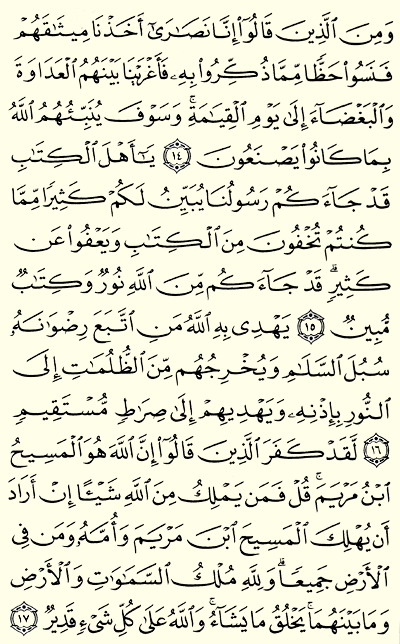 وَمِنَ ٱلَّذِينَ قَالُوٓا۟ إِنَّا نَصَـٰرَىٰٓ أَخَذْنَا مِيثَـٰقَهُمْ
فَنَسُوا۟ حَظًّا مِّمَّا ذُكِّرُوا۟ بِهِۦ فَأَغْرَيْنَا بَيْنَهُمُ ٱلْعَدَاوَةَ
وَٱلْبَغْضَآءَ إِلَىٰ يَوْمِ ٱلْقِيَـٰمَةِ ۚ وَسَوْفَ يُنَبِّئُهُمُ ٱللَّهُ
بِمَا كَانُوا۟ يَصْنَعُونَ ١٤ يَـٰٓأَهْلَ ٱلْكِتَـٰبِ
قَدْ جَآءَكُمْ رَسُولُنَا يُبَيِّنُ لَكُمْ كَثِيرًا مِّمَّا
كُنتُمْ تُخْفُونَ مِنَ ٱلْكِتَـٰبِ وَيَعْفُوا۟ عَن
كَثِيرٍ ۚ قَدْ جَآءَكُم مِّنَ ٱللَّهِ نُورٌ وَكِتَـٰبٌ
مُّبِينٌ ١٥ يَهْدِى بِهِ ٱللَّهُ مَنِ ٱتَّبَعَ رِضْوَٰنَهُۥ
سُبُلَ ٱلسَّلَـٰمِ وَيُخْرِجُهُم مِّنَ ٱلظُّلُمَـٰتِ إِلَى
ٱلنُّورِ بِإِذْنِهِۦ وَيَهْدِيهِمْ إِلَىٰ صِرَٰطٍ مُّسْتَقِيمٍ
١٦ لَّقَدْ كَفَرَ ٱلَّذِينَ قَالُوٓا۟ إِنَّ ٱللَّهَ هُوَ ٱلْمَسِيحُ
ٱبْنُ مَرْيَمَ ۚ قُلْ فَمَن يَمْلِكُ مِنَ ٱللَّهِ شَيْـًٔا إِنْ أَرَادَ
أَن يُهْلِكَ ٱلْمَسِيحَ ٱبْنَ مَرْيَمَ وَأُمَّهُۥ وَمَن فِى
ٱلْأَرْضِ جَمِيعًا ۗ وَلِلَّهِ مُلْكُ ٱلسَّمَـٰوَٰتِ وَٱلْأَرْضِ
وَمَا بَيْنَهُمَا ۚ يَخْلُقُ مَا يَشَآءُ ۚ وَٱللَّهُ عَلَىٰ كُلِّ شَىْءٍ قَدِيرٌ ١٧